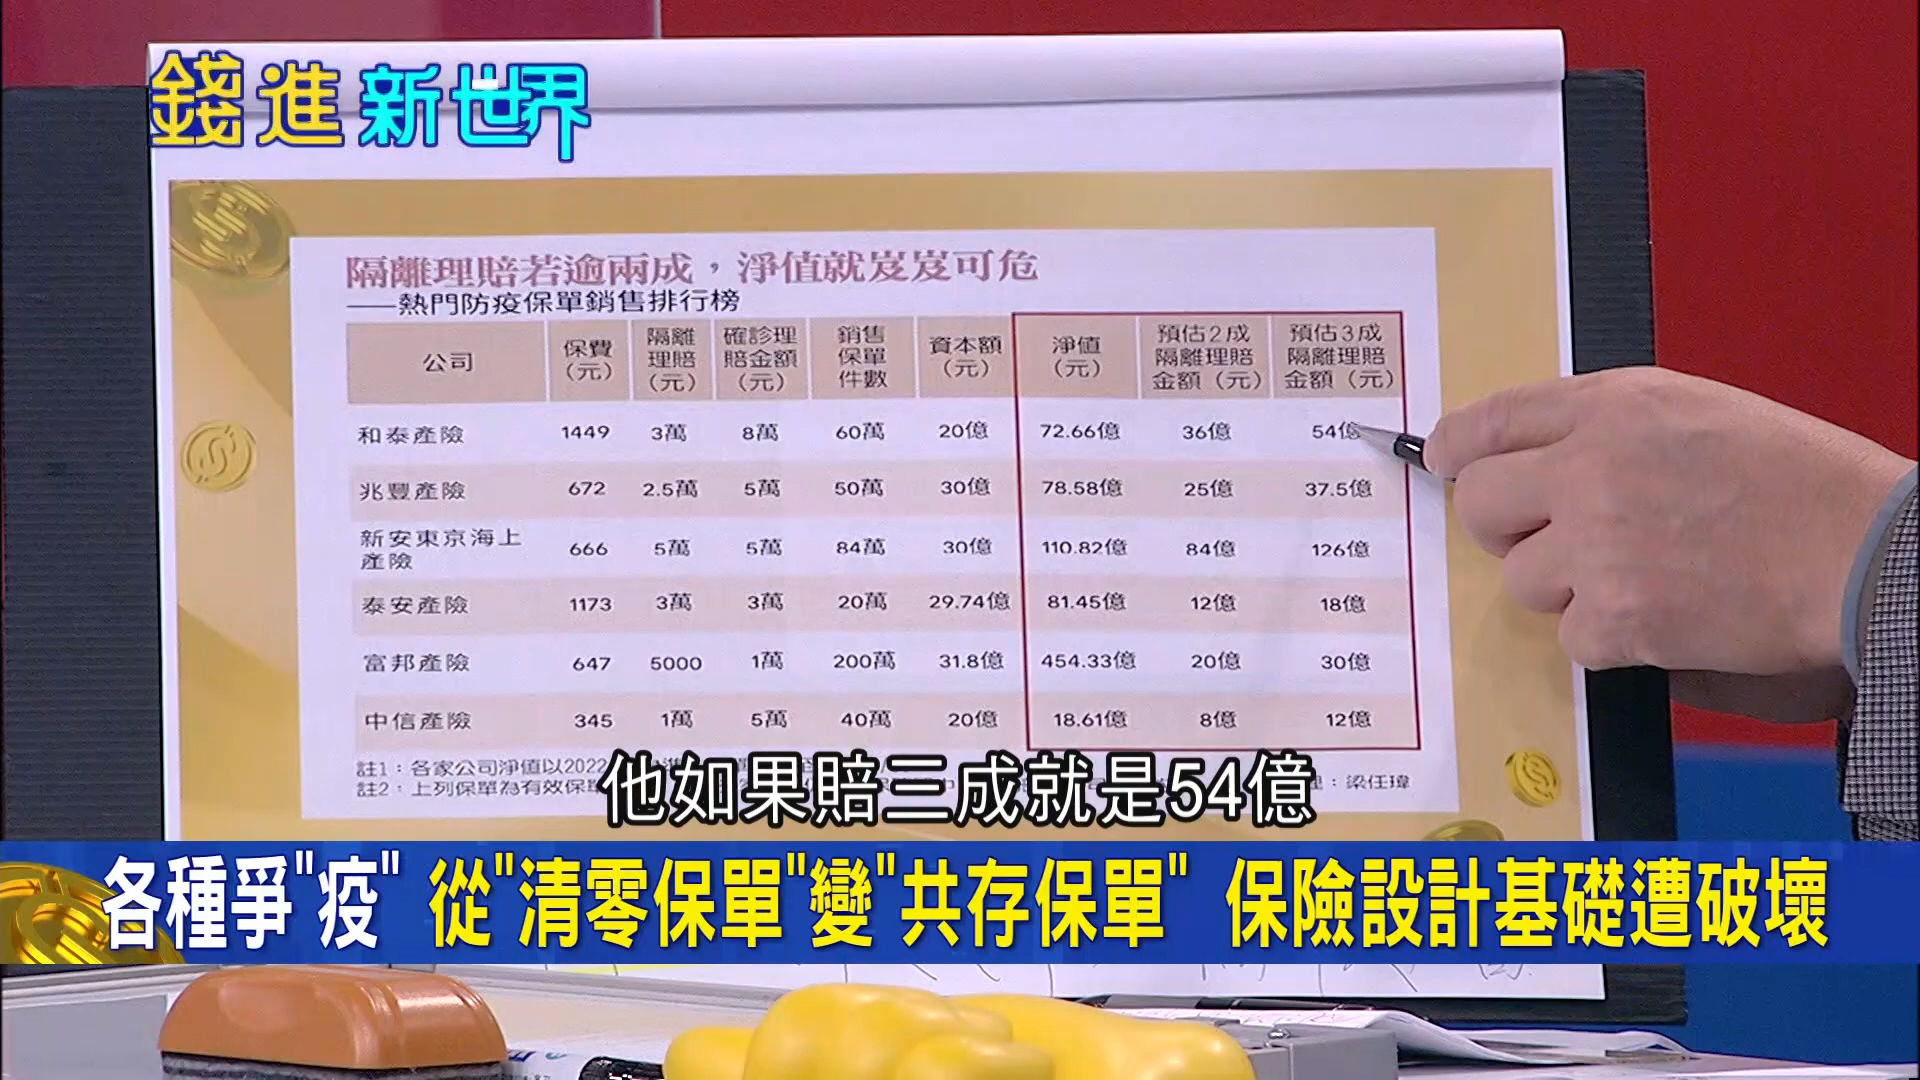 錢進新世界
隔離理賠若逾兩成，淨值就岌岌可危
——熱門防疫保單銷售排行榜
公司 保費（元） 隔離理賠（元） 確診理賠金額（元） 銷售保單件數 資本額（元） 淨值（元） 預估2成隔離理賠金額（元） 預估3成隔離理賠金額（元）
和泰產險 1449 3萬 8萬 60萬 20億 72.66億 36億 54億
兆豐產險 672 2.5萬 5萬 50萬 30億 78.58億 25億 37.5億
新安東京海上產險 666 5萬 5萬 84萬 30億 110.82億 84億 126億
泰安產險 1173 3萬 3萬 20萬 29.74億 81.45億 12億 18億
富邦產險 647 5000 1萬 200萬 31.8億 454.33億 20億 30億
中信產險 345 1萬 5萬 40萬 20億 18.61億 8億 12億
註1：各家公司淨值以2022
註2：上列保單為有效保單 ：梁任瑋
他如果賠三成就是54億
各種爭"疫" 從"清零保單"變"共存保單" 保險設計基礎遭破壞